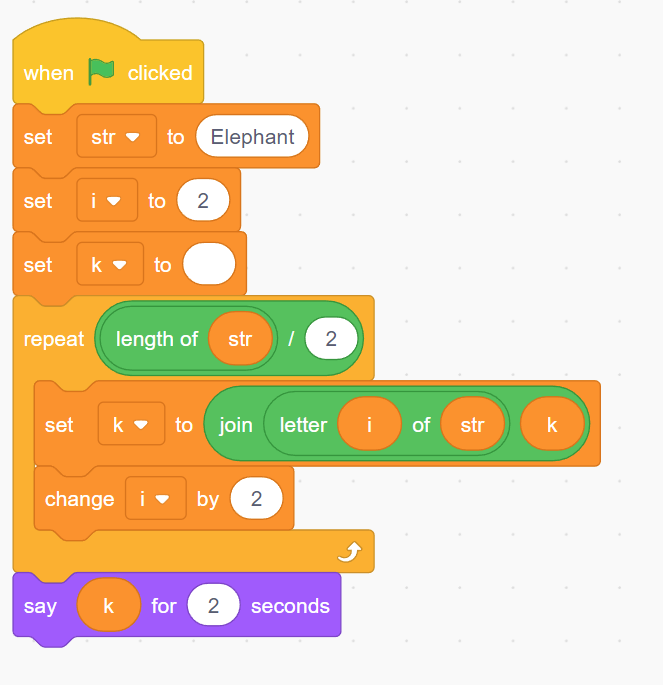 when clicked
set str to Elephant
set i to 2
set k to
repeat length of str / 2
set k to join letter i of str k
change i by 2
say k for 2 seconds